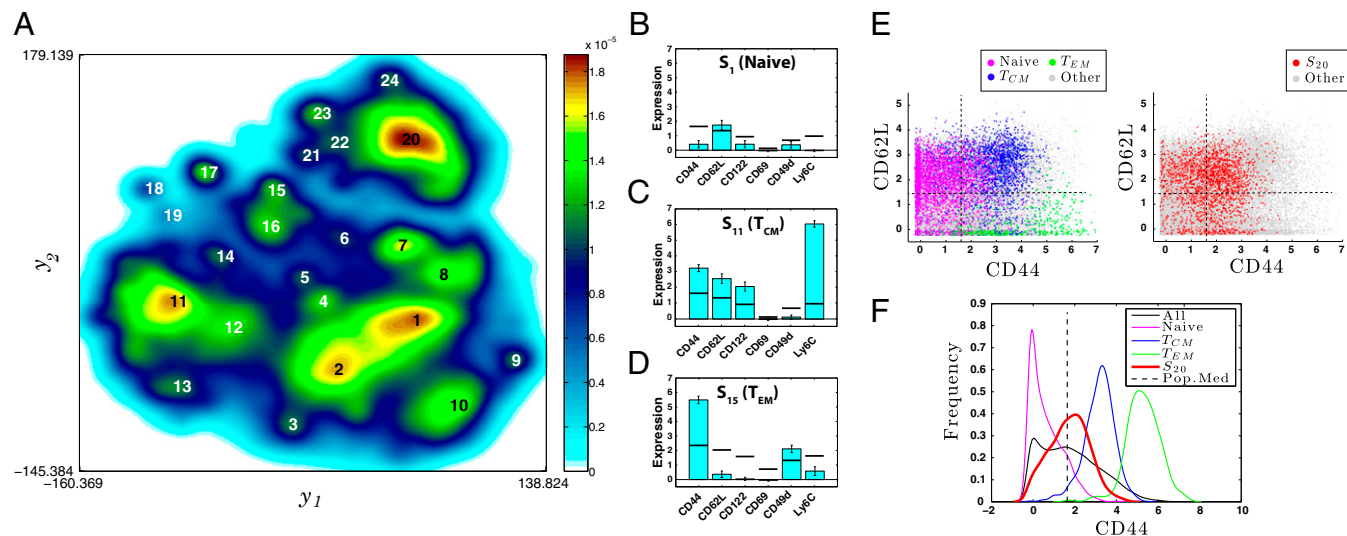 A
179.139
−145.384
−160.369
138.824
y2
y1
x 10⁻⁵
1.8
1.6
1.4
1.2
1
0.8
0.6
0.4
0.2
0
24
23
22
20
21
17
18
15
19
16
6
7
14
5
8
11
4
12
1
2
9
13
10
3
B
S1 (Naive)
Expression
7
6
5
4
3
2
1
0
CD44
CD62L
CD122
CD69
CD49d
Ly6C
C
S11 (TCM)
Expression
7
6
5
4
3
2
1
0
CD44
CD62L
CD122
CD69
CD49d
Ly6C
D
S15 (TEM)
Expression
7
6
5
4
3
2
1
0
CD44
CD62L
CD122
CD69
CD49d
Ly6C
E
Naive
TEM
TCM
Other
CD62L
5
4
3
2
1
0
0 1 2 3 4 5 6 7
CD44
S20
Other
CD62L
5
4
3
2
1
0
0 1 2 3 4 5 6 7
CD44
F
Frequency
0.9
0.8
0.7
0.6
0.5
0.4
0.3
0.2
0.1
0
−2 0 2 4 6 8 10
CD44
All
Naive
TCM
TEM
S20
Pop.Med